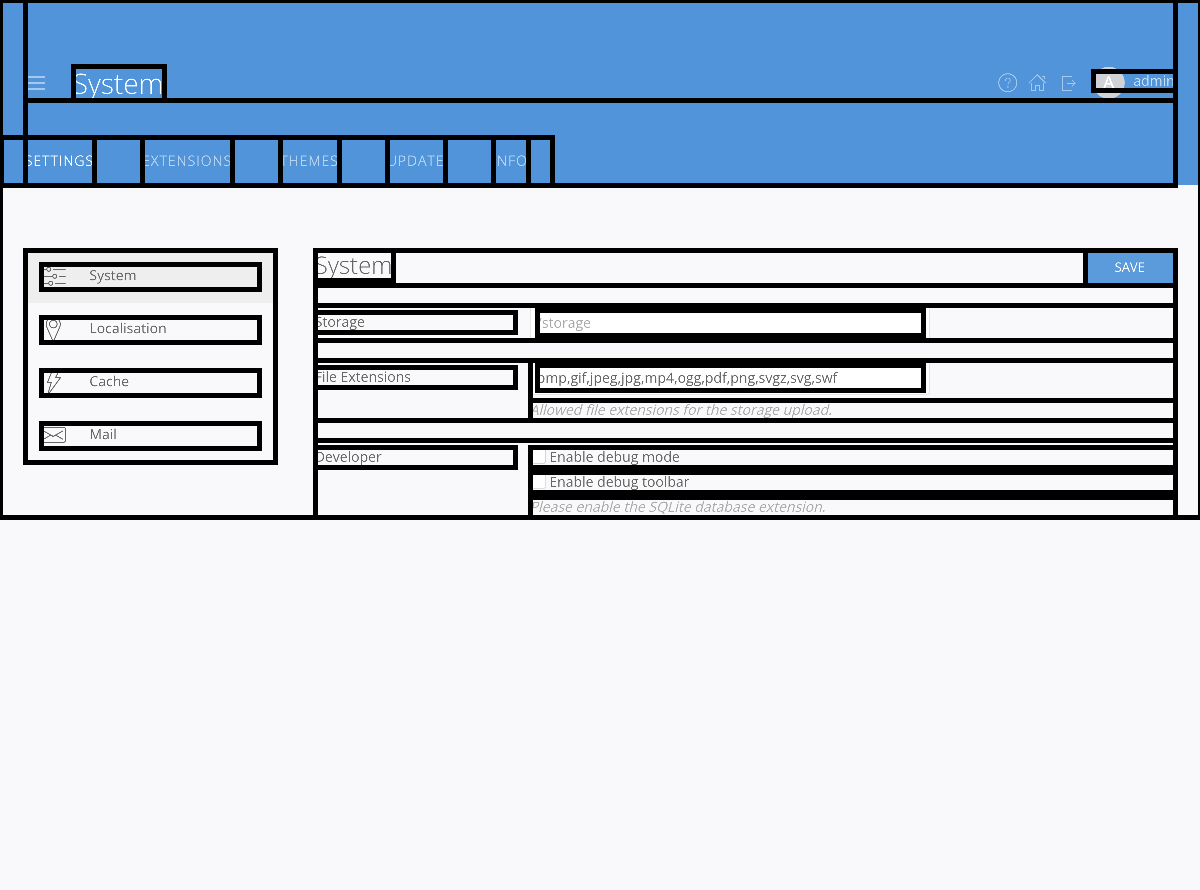 System
? A admin
SETTINGS EXTENSIONS THEMES UPDATE INFO
System
Localisation
Cache
Mail
System SAVE
Storage /storage
File Extensions bmp,gif,jpeg,jpg,mp4,ogg,pdf,png,svgz,svg,swf
Allowed file extensions for the storage upload.
Developer Enable debug mode
Enable debug toolbar
Please enable the SQLite database extension.